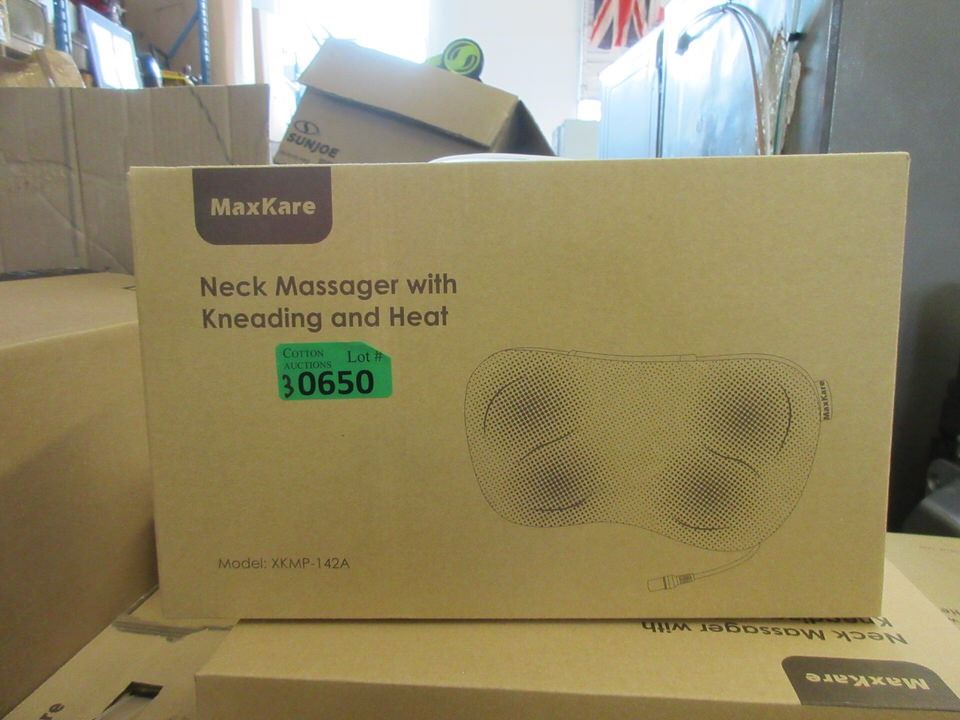 SUNJOE
MaxKare
Neck Massager with
Kneading and Heat
COTTON
AUCTIONS
Lot #
30650
MaxKare
Model: XKMP-142A
Neck Massager with
MaxKare